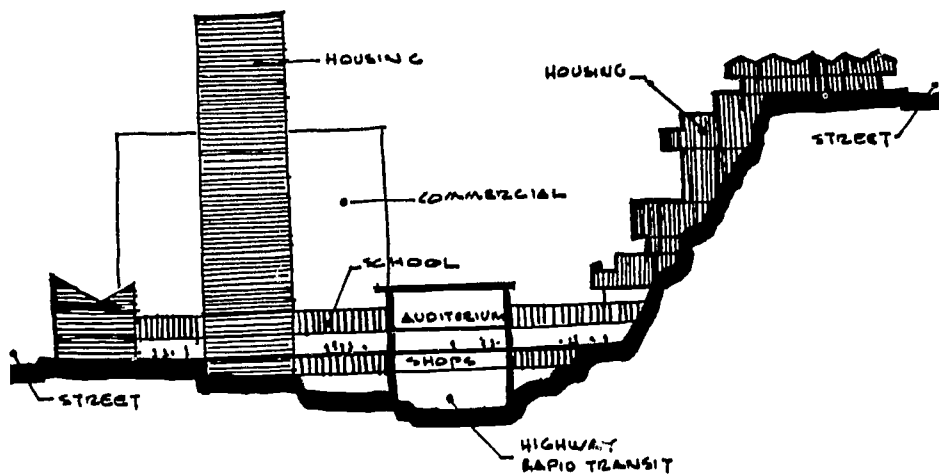 HOUSING
HOUSING
STREET
COMMERCIAL
SCHOOL
AUDITORIUM
SHOPS
STREET
HIGHWAY
RAPID TRANSIT